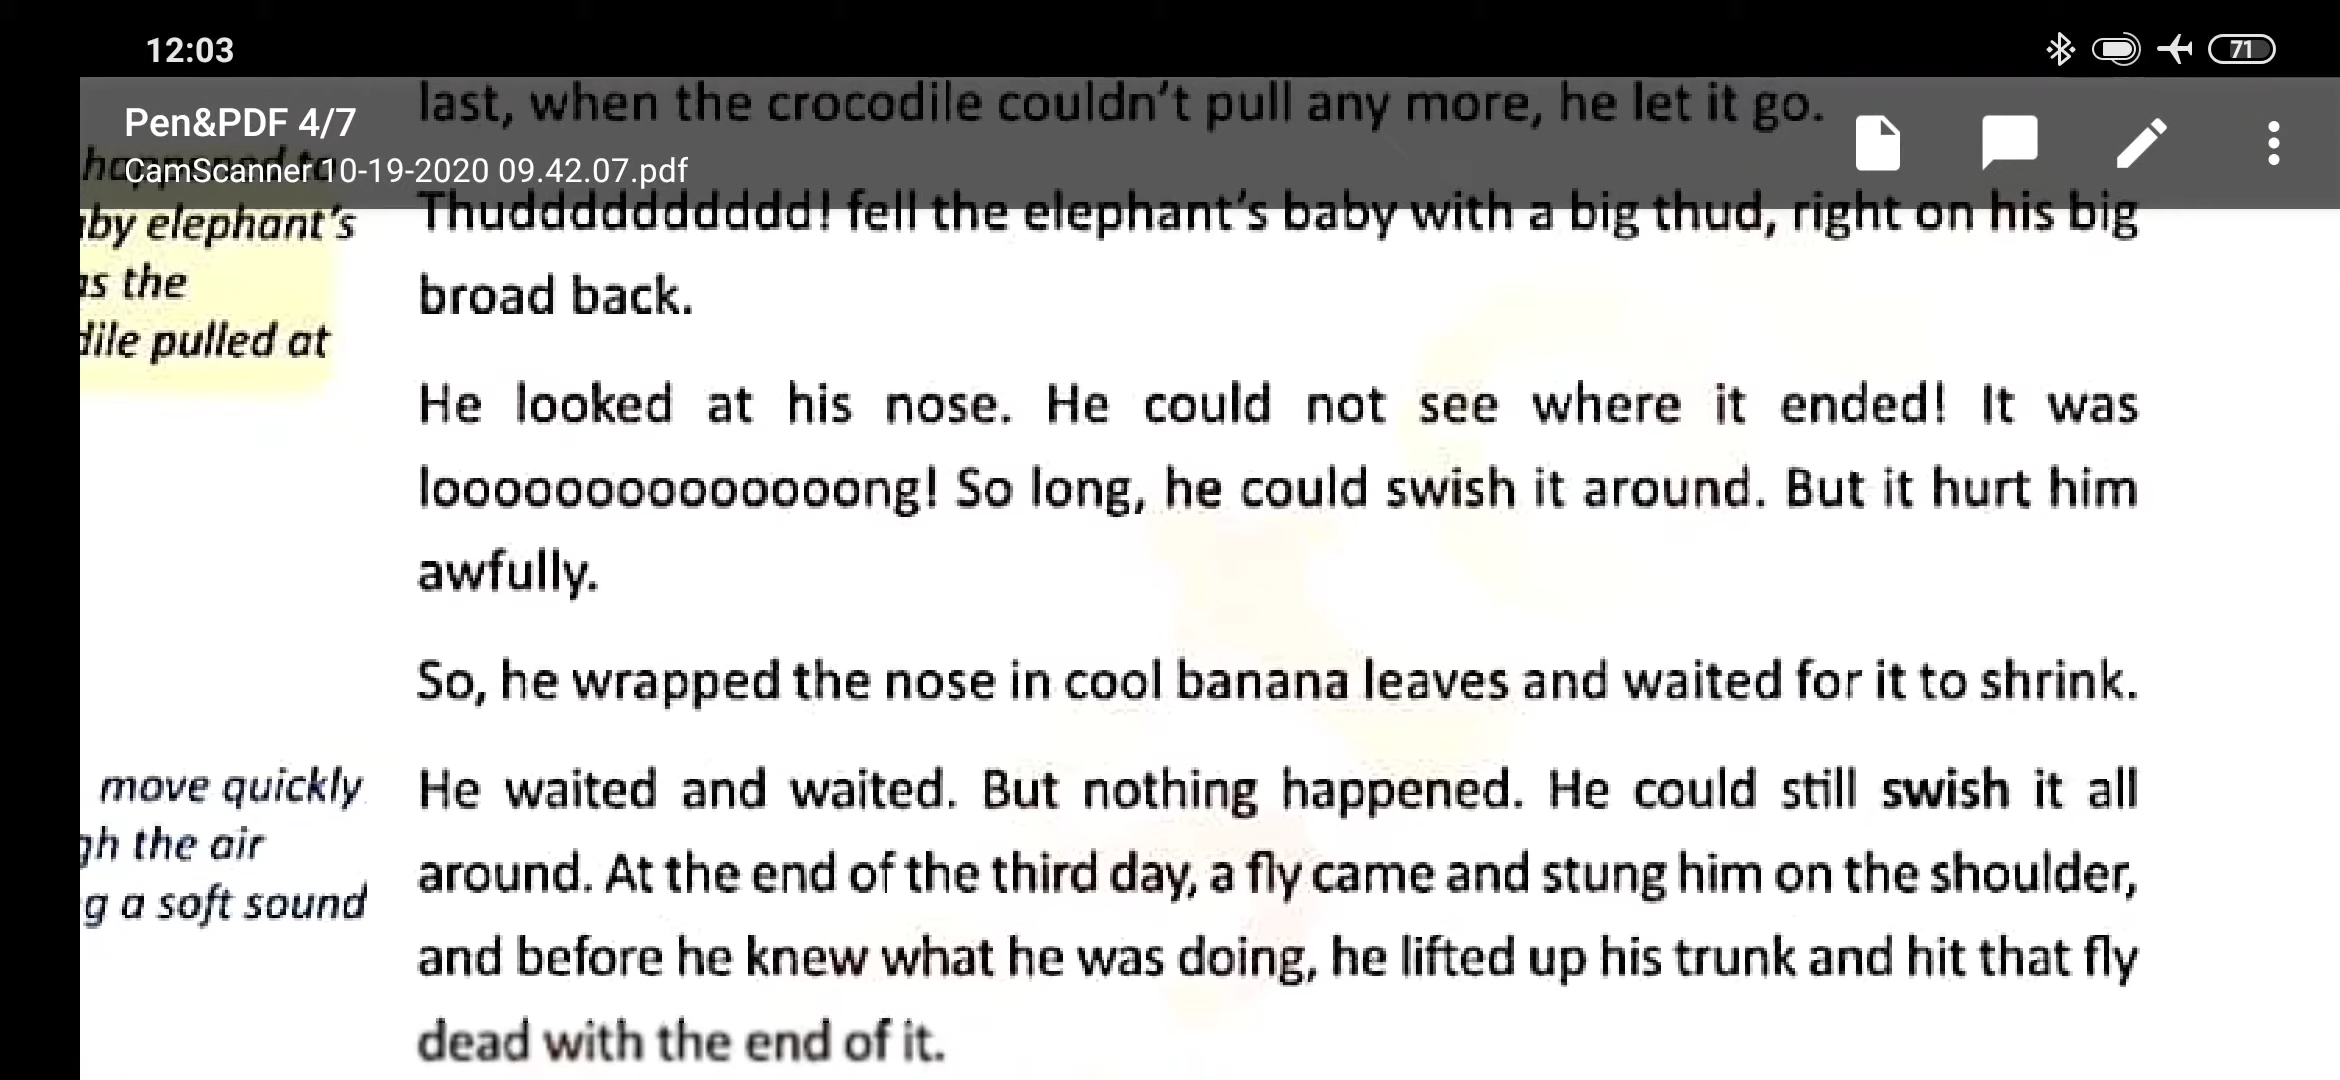 12:03
71
last, when the crocodile couldn't pull any more, he let it go.
Pen&PDF 4/7
happened to
CamScanner 10-19-2020 09.42.07.pdf
Thudddddddddd! fell the elephant's baby with a big thud, right on his big
by elephant's
broad back.
as the
dile pulled at
He looked at his nose. He could not see where it ended! It was
looooooooooooooong! So long, he could swish it around. But it hurt him
awfully.
So, he wrapped the nose in cool banana leaves and waited for it to shrink.
move quickly
He waited and waited. But nothing happened. He could still swish it all
gh the air
around. At the end of the third day, a fly came and stung him on the shoulder,
g a soft sound
and before he knew what he was doing, he lifted up his trunk and hit that fly
dead with the end of it.